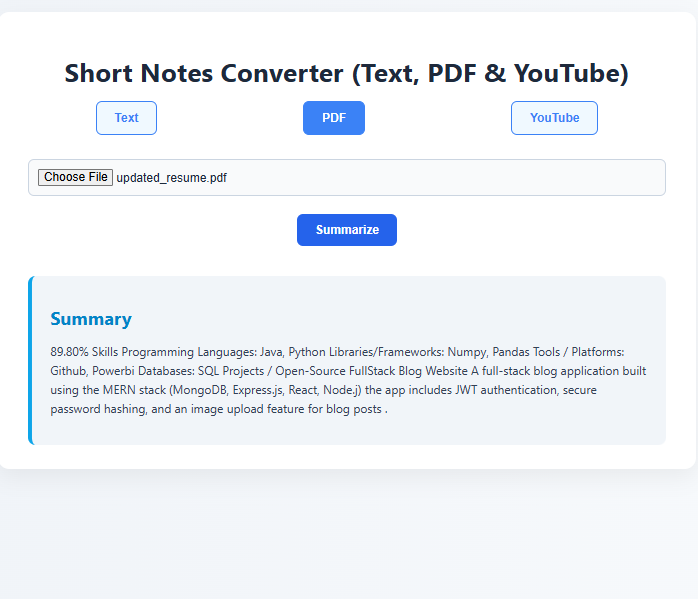 Short Notes Converter (Text, PDF & YouTube)
Text PDF YouTube
Choose File updated_resume.pdf
Summarize
Summary
89.80% Skills Programming Languages: Java, Python Libraries/Frameworks: Numpy, Pandas Tools / Platforms:
Github, Powerbi Databases: SQL Projects / Open-Source FullStack Blog Website A full-stack blog application built
using the MERN stack (MongoDB, Express.js, React, Node.j) the app includes JWT authentication, secure
password hashing, and an image upload feature for blog posts .